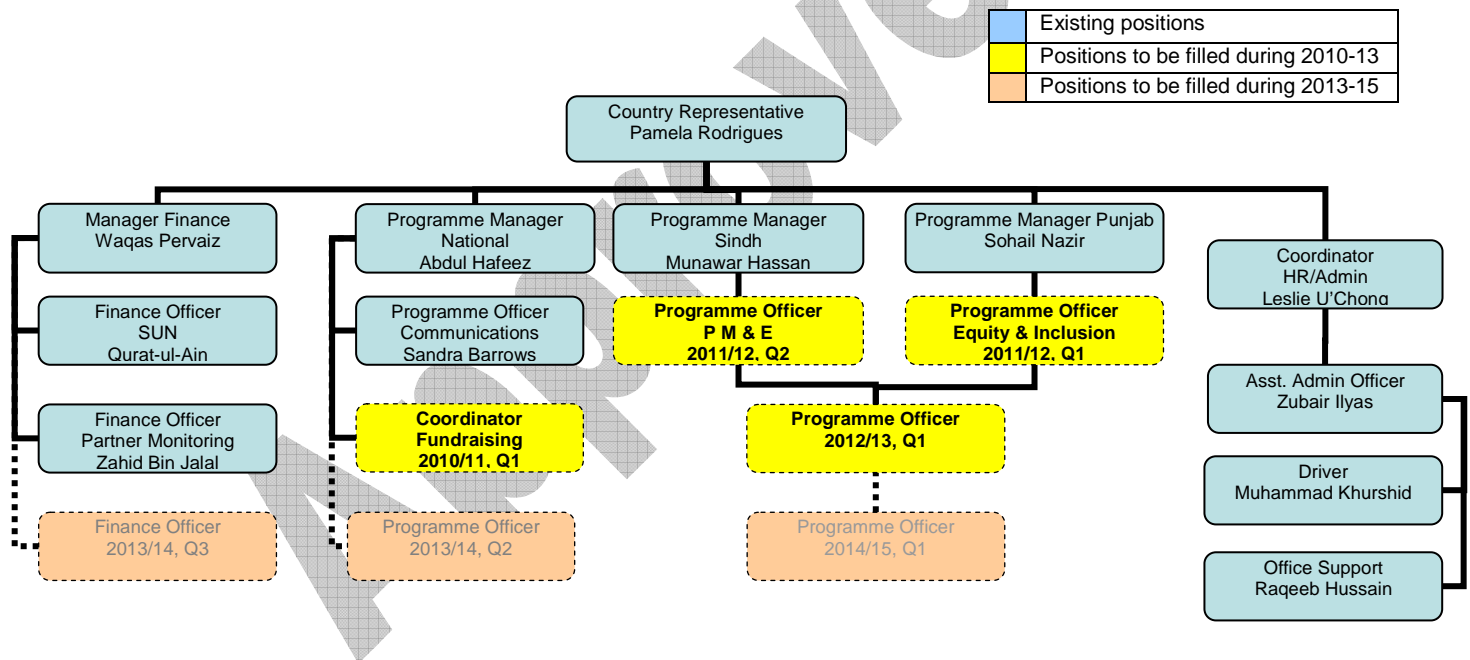 Existing positions
Positions to be filled during 2010-13
Positions to be filled during 2013-15
Country Representative
Pamela Rodrigues
Manager Finance
Waqas Pervaiz
Programme Manager
National
Abdul Hafeez
Programme Manager
Sindh
Munawar Hassan
Programme Manager Punjab
Sohail Nazir
Coordinator
HR/Admin
Leslie U'Chong
Finance Officer
SUN
Qurat-ul-Ain
Programme Officer
Communications
Sandra Barrows
Programme Officer
P M & E
2011/12, Q2
Programme Officer
Equity & Inclusion
2011/12, Q1
Asst. Admin Officer
Zubair Ilyas
Finance Officer
Partner Monitoring
Zahid Bin Jalal
Coordinator
Fundraising
2010/11, Q1
Programme Officer
2012/13, Q1
Driver
Muhammad Khurshid
Finance Officer
2013/14, Q3
Programme Officer
2013/14, Q2
Programme Officer
2014/15, Q1
Office Support
Raqeeb Hussain